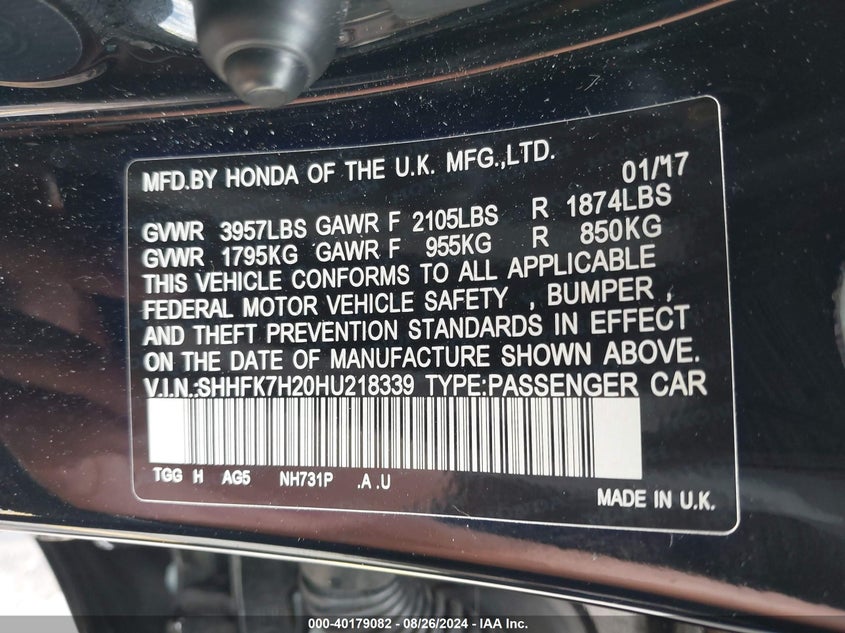 MFD.BY HONDA OF THE U.K. MFG.,LTD. 01/17
GVWR 3957LBS GAWR F 2105LBS R 1874LBS
GVWR 1795KG GAWR F 955KG R 850KG
THIS VEHICLE CONFORMS TO ALL APPLICABLE
FEDERAL MOTOR VEHICLE SAFETY , BUMPER ,
AND THEFT PREVENTION STANDARDS IN EFFECT
ON THE DATE OF MANUFACTURE SHOWN ABOVE.
V.I.N.:SHHFK7H20HU218339 TYPE:PASSENGER CAR
TGG H AG5 NH731P .A .U
MADE IN U.K.
000-40179082 - 08/26/2024 - IAA Inc.